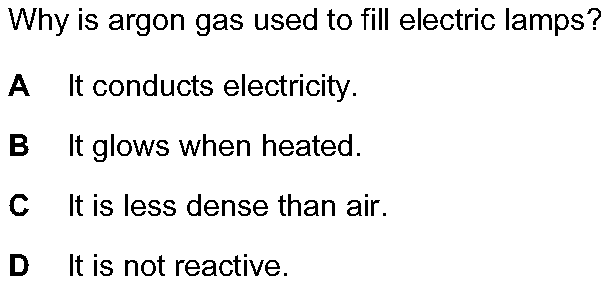 Why is argon gas used to fill electric lamps?
A It conducts electricity.
B It glows when heated.
C It is less dense than air.
D It is not reactive.